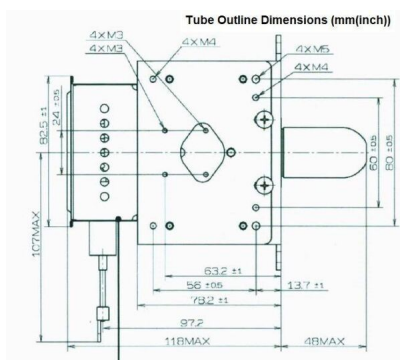 Tube Outline Dimensions (mm(inch))
4XM3
4XM4
4XM3
4XM5
4XM4
82.5 ±1
24 ±0.5
60 ±0.5
80 ±0.5
107MAX
63.2 ±1
56 ±0.5
13.7 ±1
78.2 ±1
97.2
118MAX
48MAX